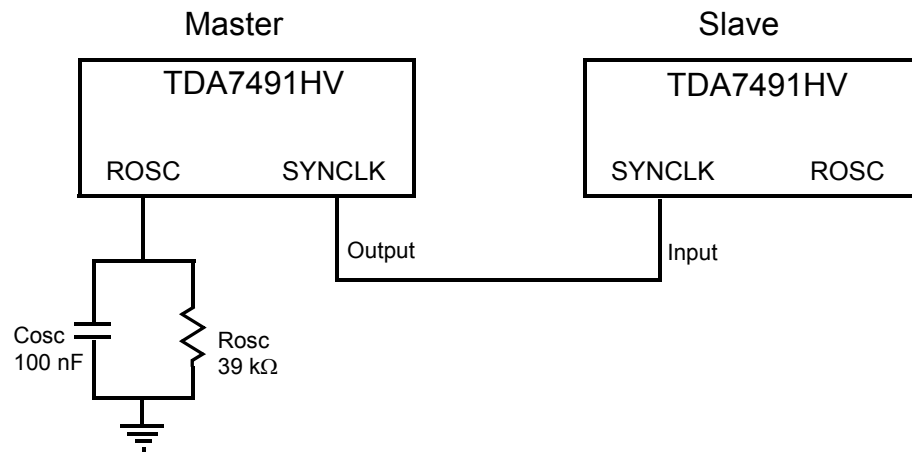 Master
Slave
TDA7491HV
TDA7491HV
ROSC
SYNCLK
SYNCLK
ROSC
Output
Input
Cosc
100 nF
Rosc
39 kΩ